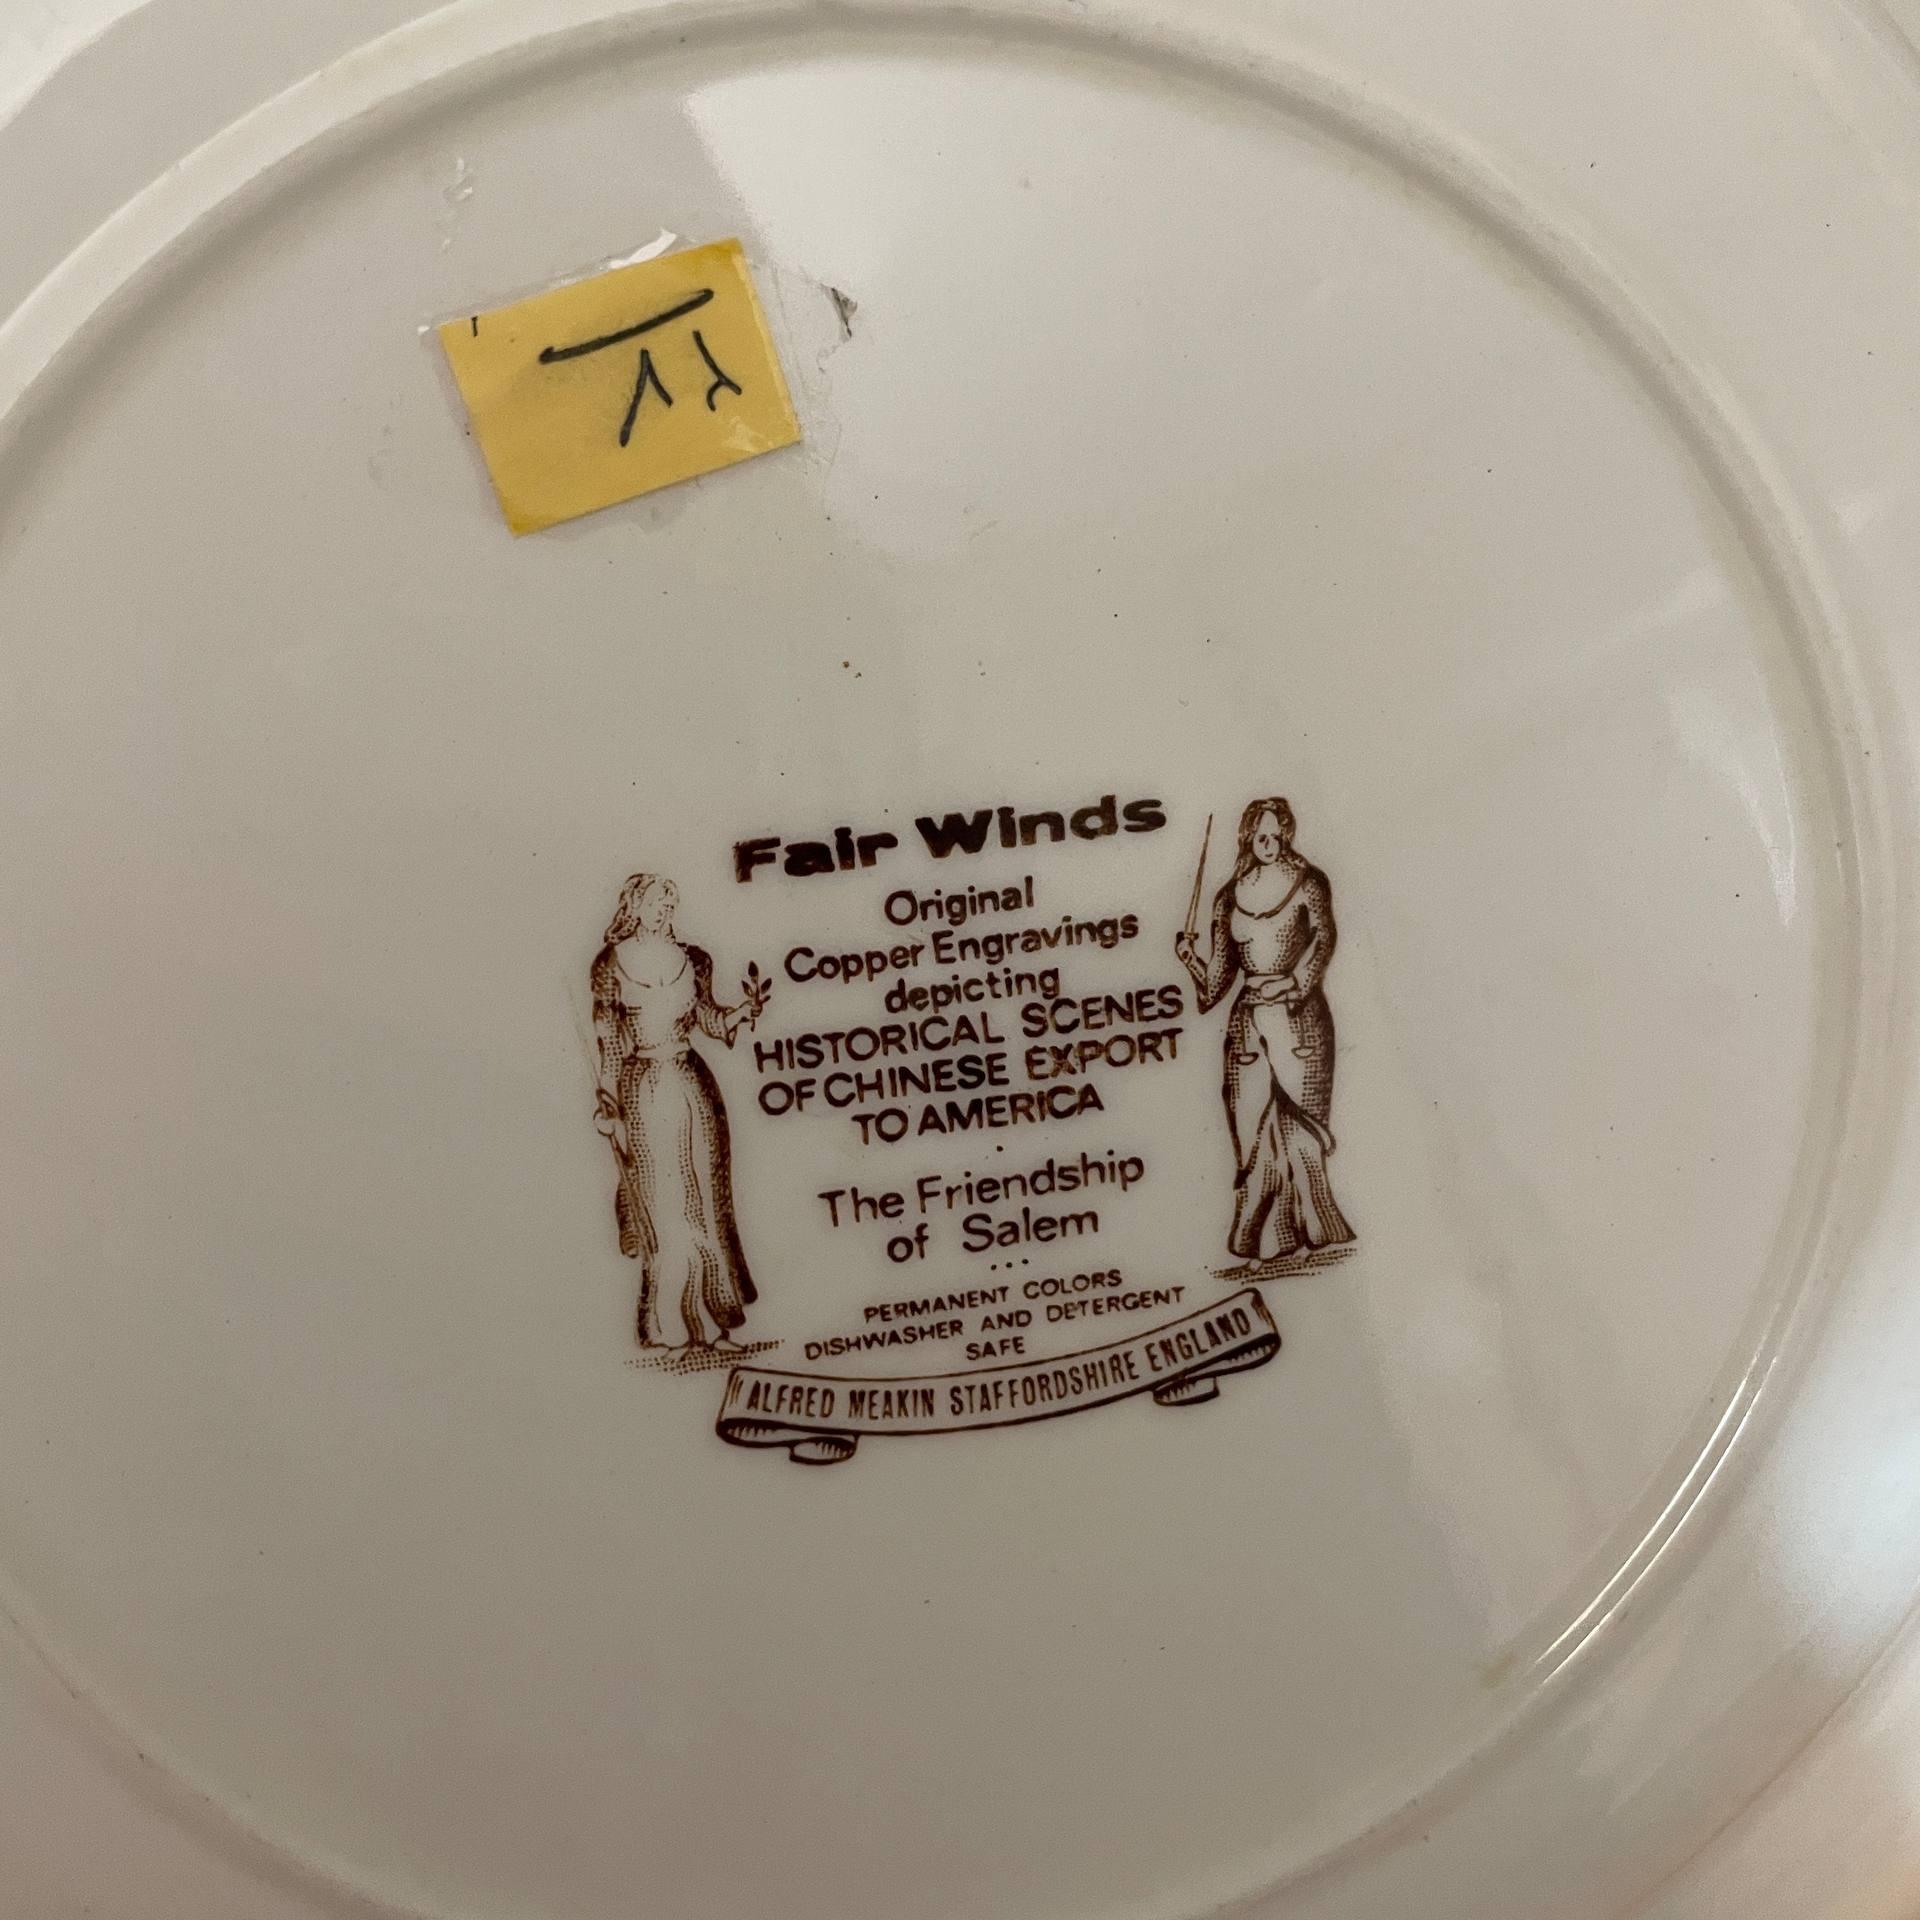 Fair Winds
Original
Copper Engravings
depicting
HISTORICAL SCENES
OF CHINESE EXPORT
TO AMERICA
The Friendship
of Salem
PERMANENT COLORS
DISHWASHER AND DETERGENT
SAFE
ALFRED MEAKIN STAFFORDSHIRE ENGLAND